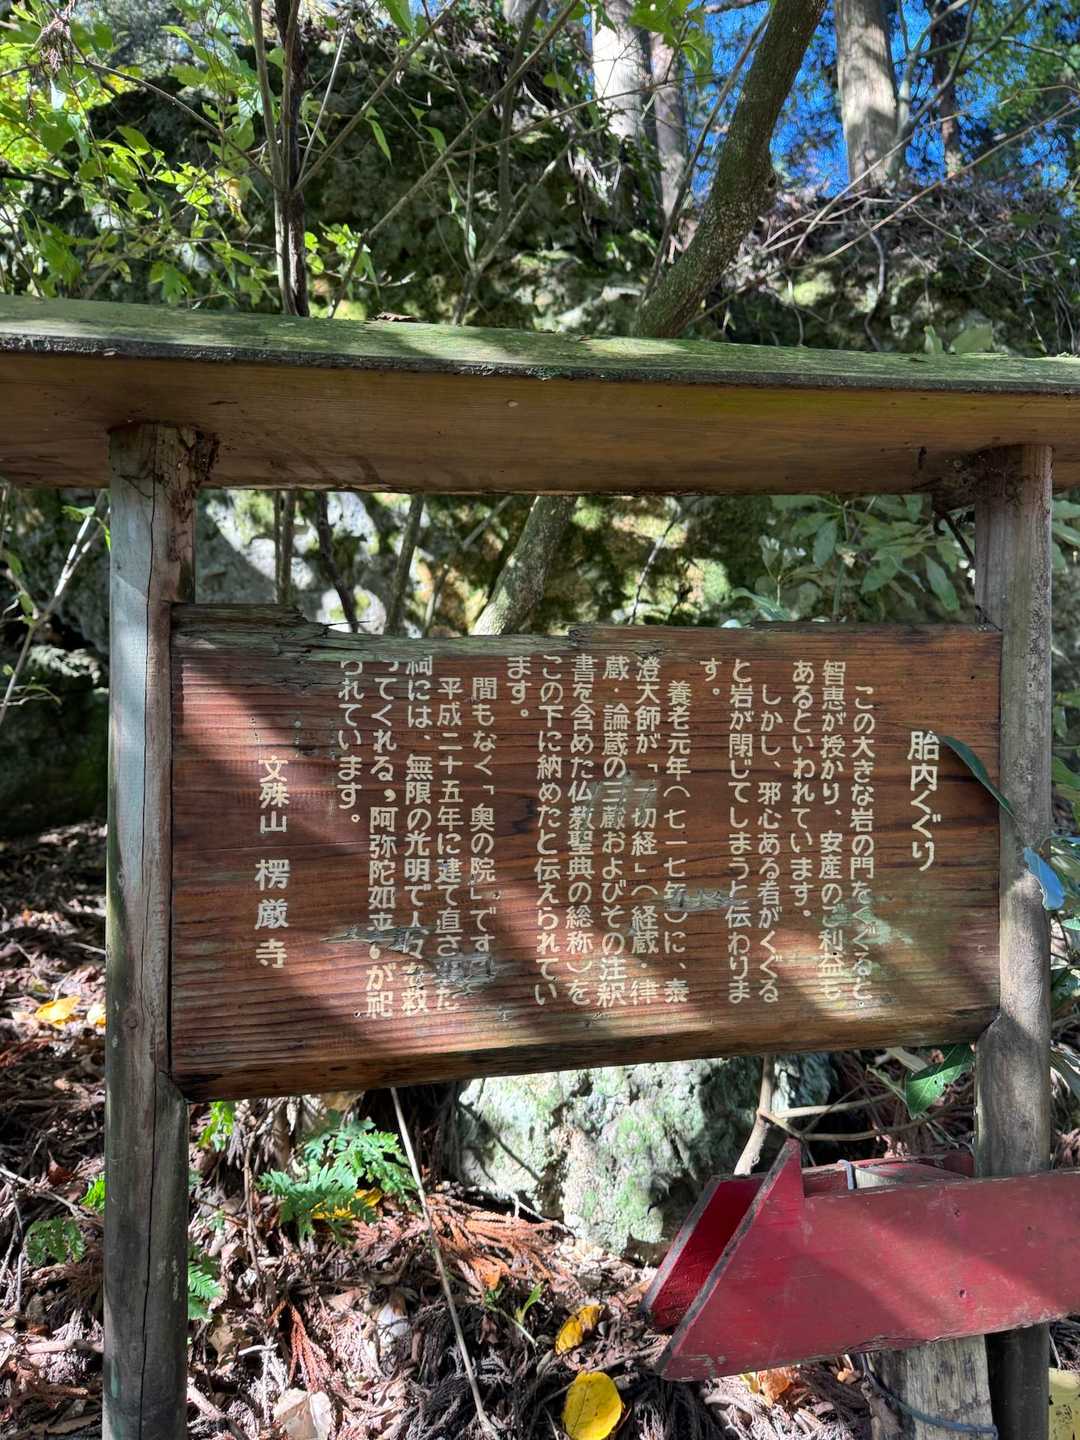 胎内くぐり
この大きな岩の門をくぐると、
智恵が授かり、安産のご利益も
あるといわれています。
しかし、邪心ある者がくぐる
と岩が閉じてしまうと伝わりま
す。
養老元年(七一七年)に、泰
澄大師が「一切経」(経蔵・律
蔵・論蔵の三蔵およびその注釈
書を含めた仏教聖典の総称)を
この下に納めたと伝えられてい
ます。
間もなく「奥の院」です。
平成二十五年に建て直された
祠には、無限の光明で人々を救
ってくれる〝阿弥陀如来〟が祀
られています。
文殊山 楞厳寺